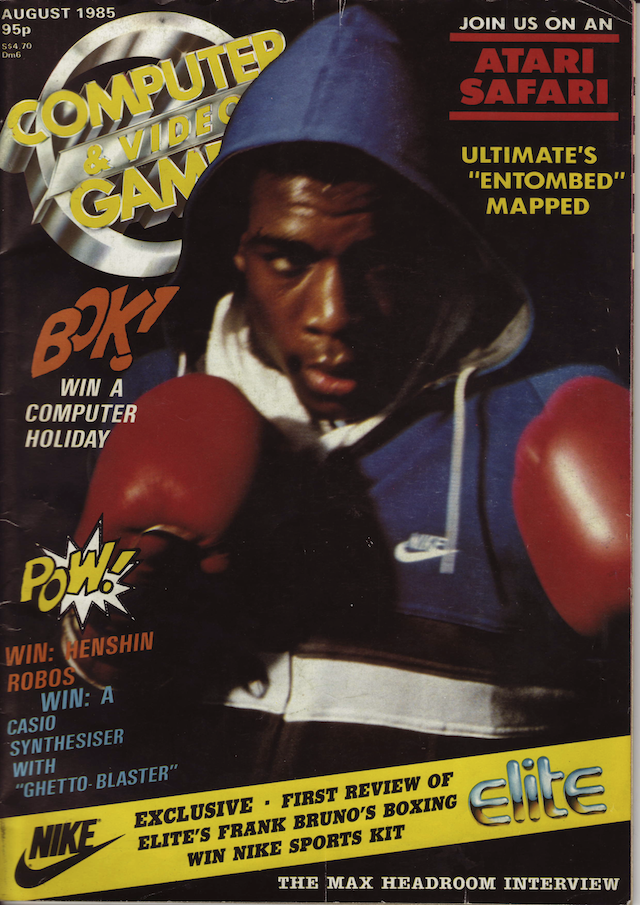 AUGUST 1985
95p
S$4.70
Dm6
COMPUTER
& VIDEO
GAM
JOIN US ON AN
ATARI
SAFARI
ULTIMATE'S
"ENTOMBED"
MAPPED
BOK!
WIN A
COMPUTER
HOLIDAY
NIKE
POW!
WIN: HENSHIN
ROBOS
WIN: A
CASIO
SYNTHESISER
WITH
"GHETTO-BLASTER"
NIKE
EXCLUSIVE · FIRST REVIEW OF
ELITE'S FRANK BRUNO'S BOXING
WIN NIKE SPORTS KIT
elite
THE MAX HEADROOM INTERVIEW